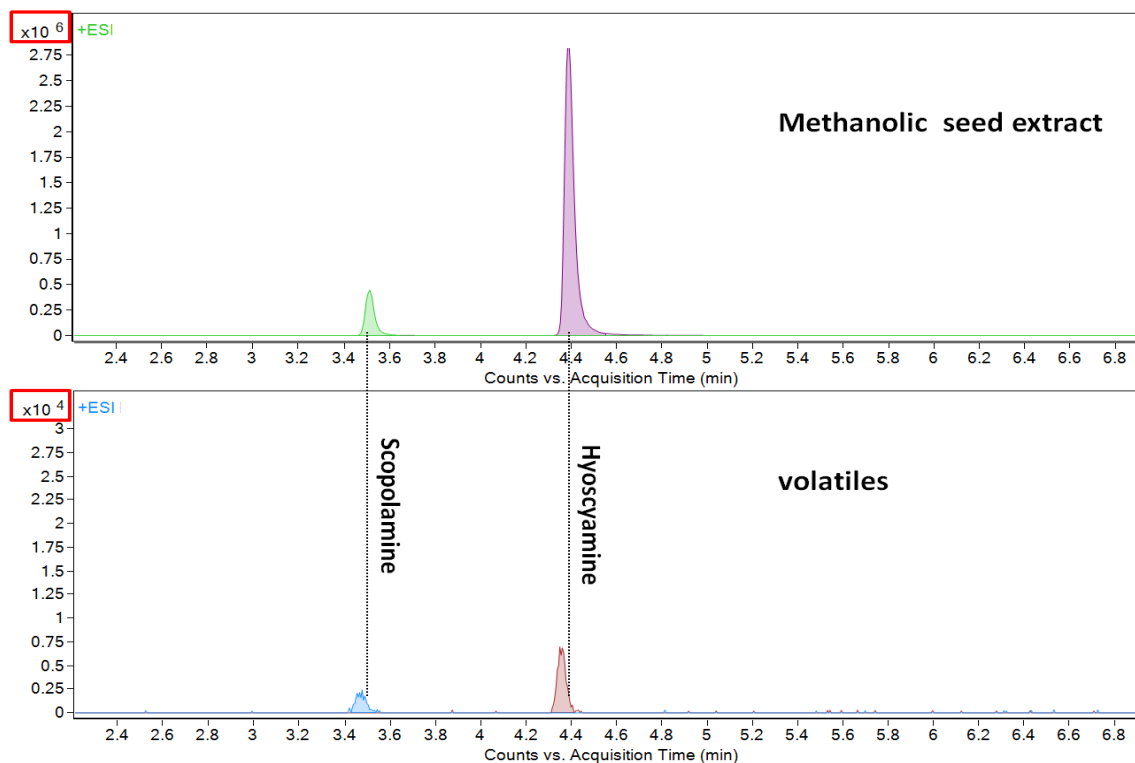 x10 6 +ESI
2.75
2.5
2.25
2
1.75
1.5
1.25
1
0.75
0.5
0.25
0
Methanolic seed extract
2.4 2.6 2.8 3 3.2 3.4 3.6 3.8 4 4.2 4.4 4.6 4.8 5 5.2 5.4 5.6 5.8 6 6.2 6.4 6.6 6.8
Counts vs. Acquisition Time (min)
x10 4 +ESI
3
2.75
2.5
2.25
2
1.75
1.5
1.25
1
0.75
0.5
0.25
0
Scopolamine
Hyoscyamine
volatiles
2.4 2.6 2.8 3 3.2 3.4 3.6 3.8 4 4.2 4.4 4.6 4.8 5 5.2 5.4 5.6 5.8 6 6.2 6.4 6.6 6.8
Counts vs. Acquisition Time (min)